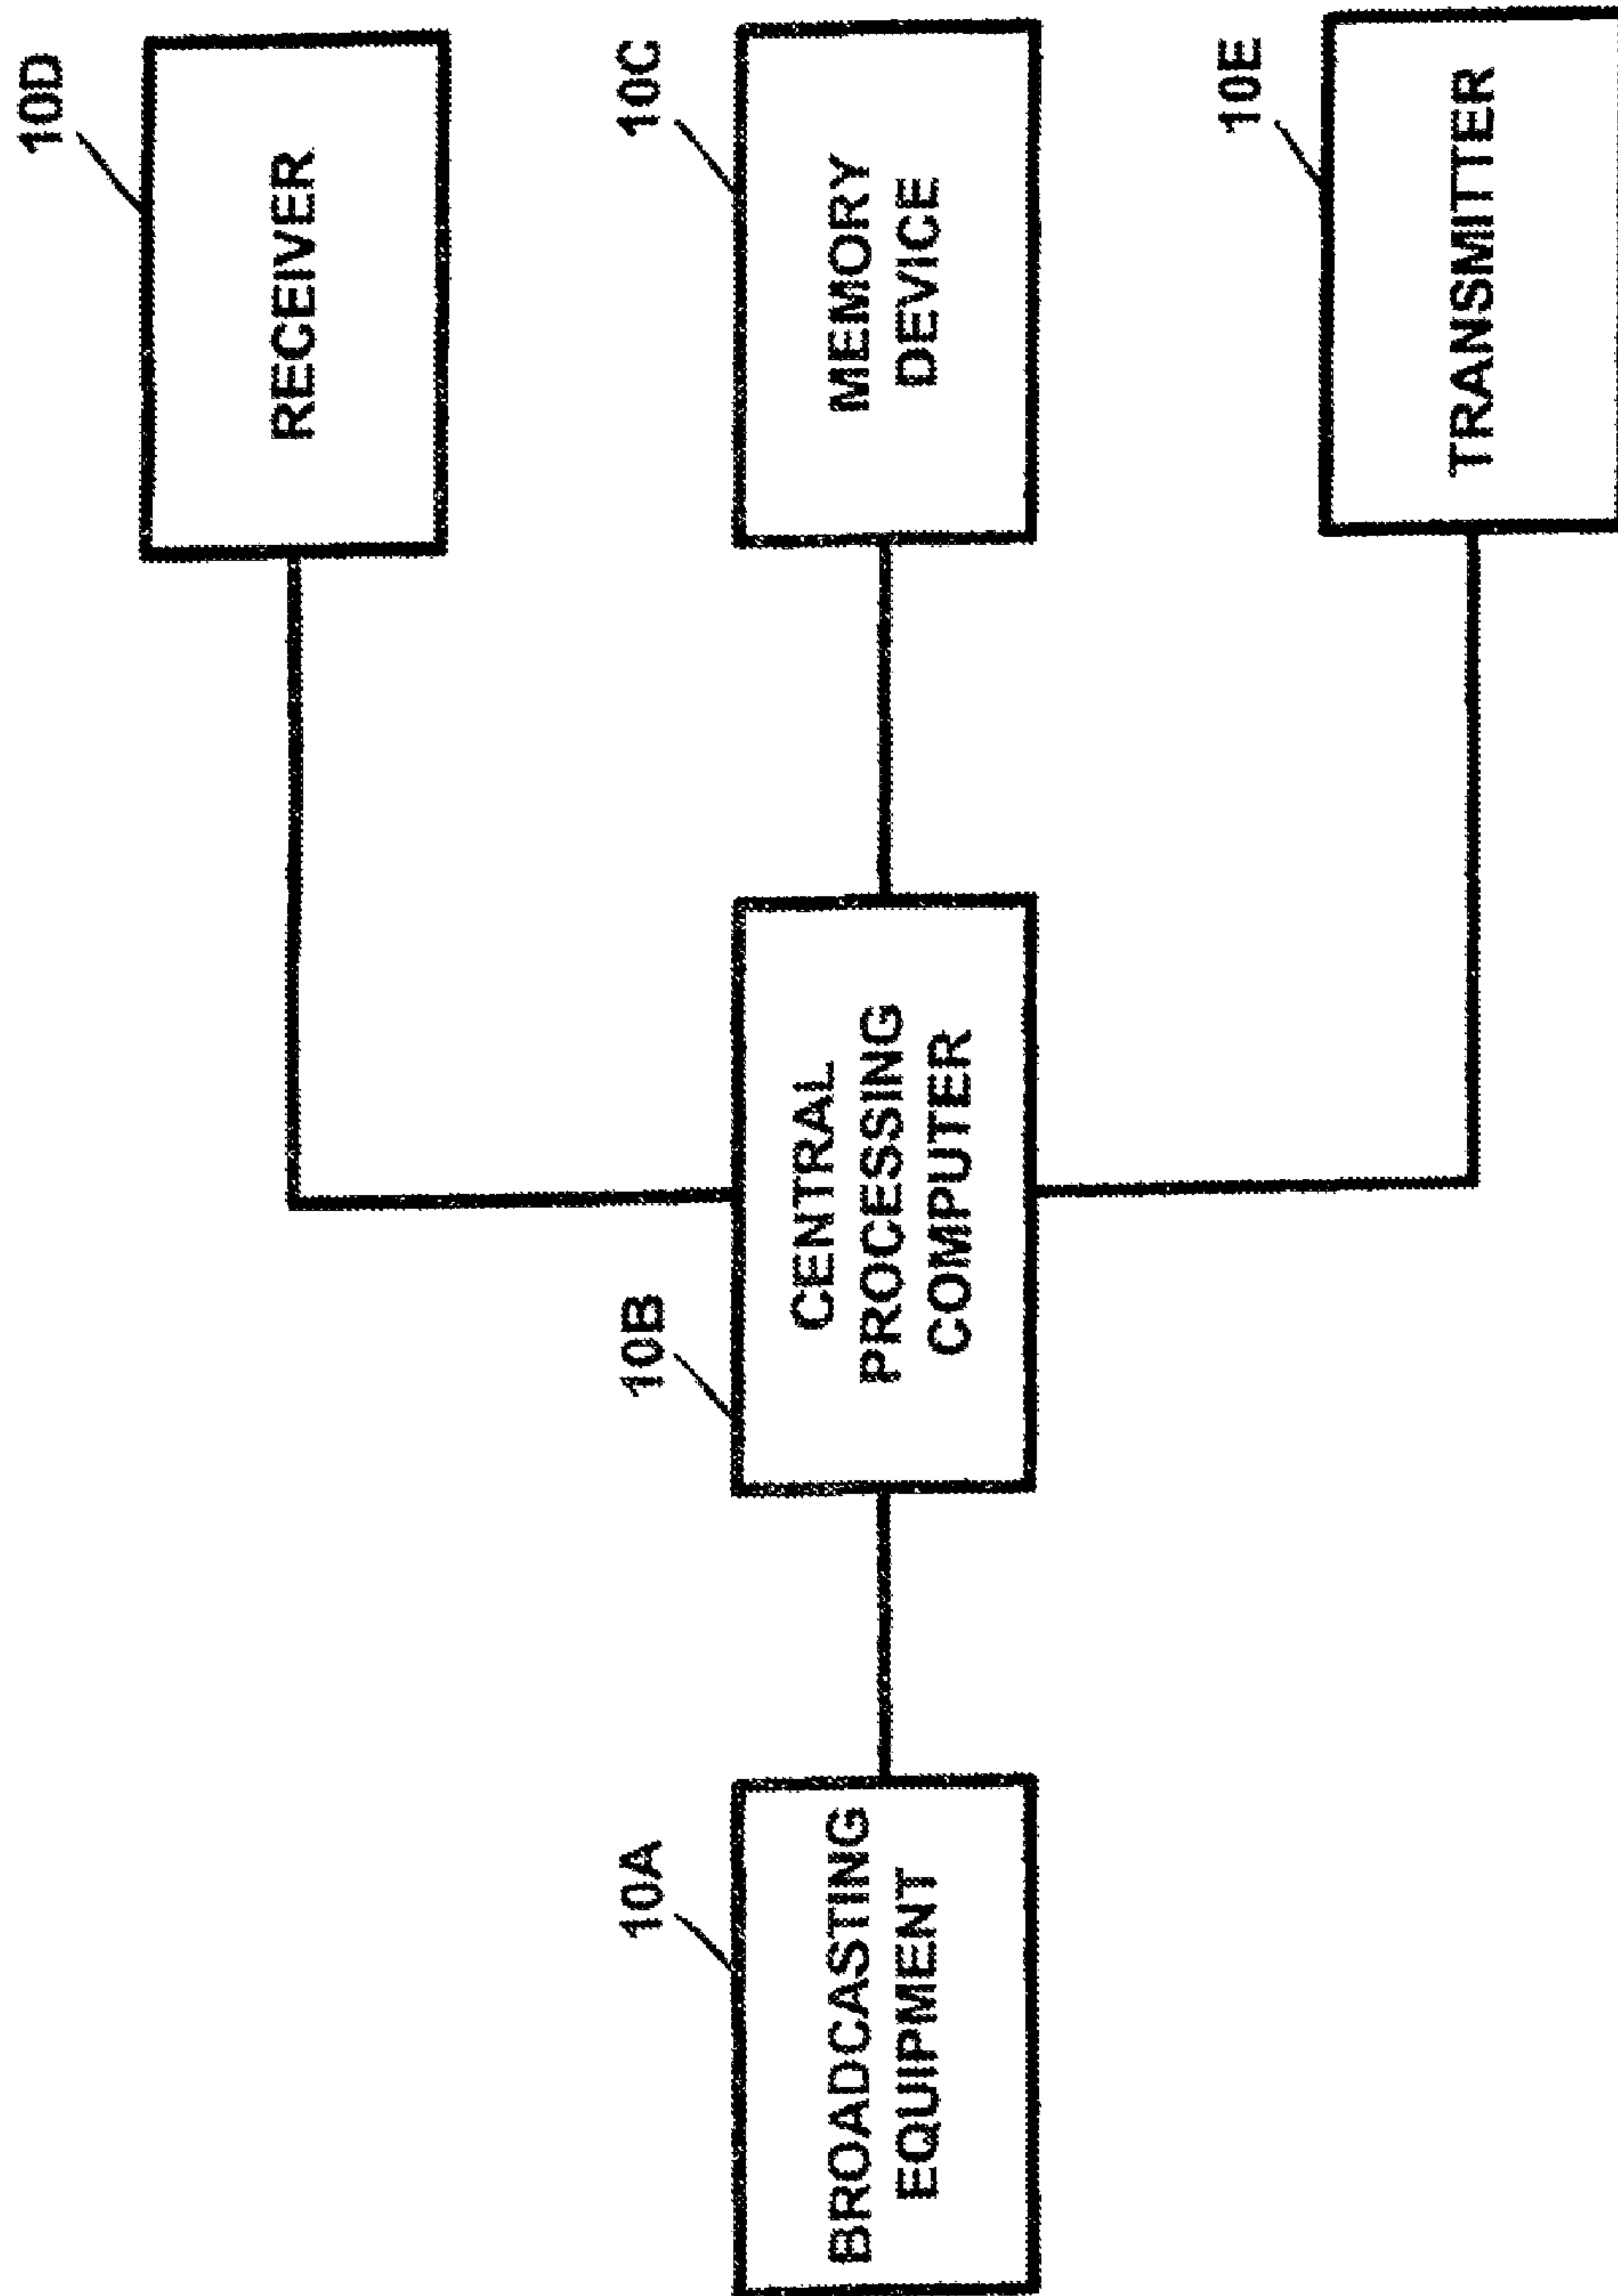 10D
RECEIVER
10C
MEMORY
DEVICE
10E
TRANSMITTER
10B
CENTRAL
PROCESSING
COMPUTER
10A
BROADCASTING
EQUIPMENT